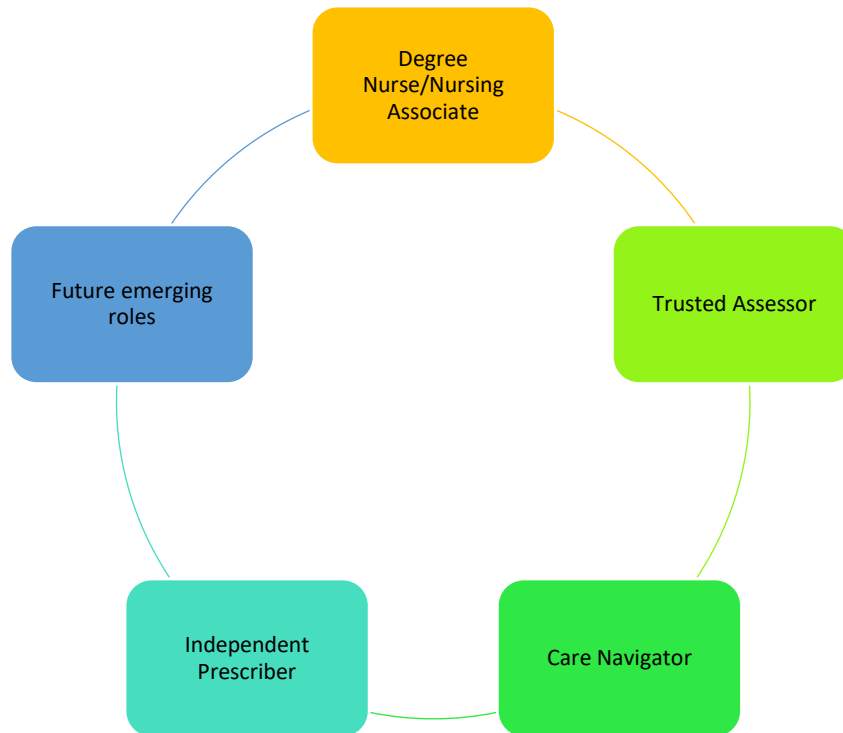 Degree
Nurse/Nursing
Associate
Trusted Assessor
Care Navigator
Independent
Prescriber
Future emerging
roles